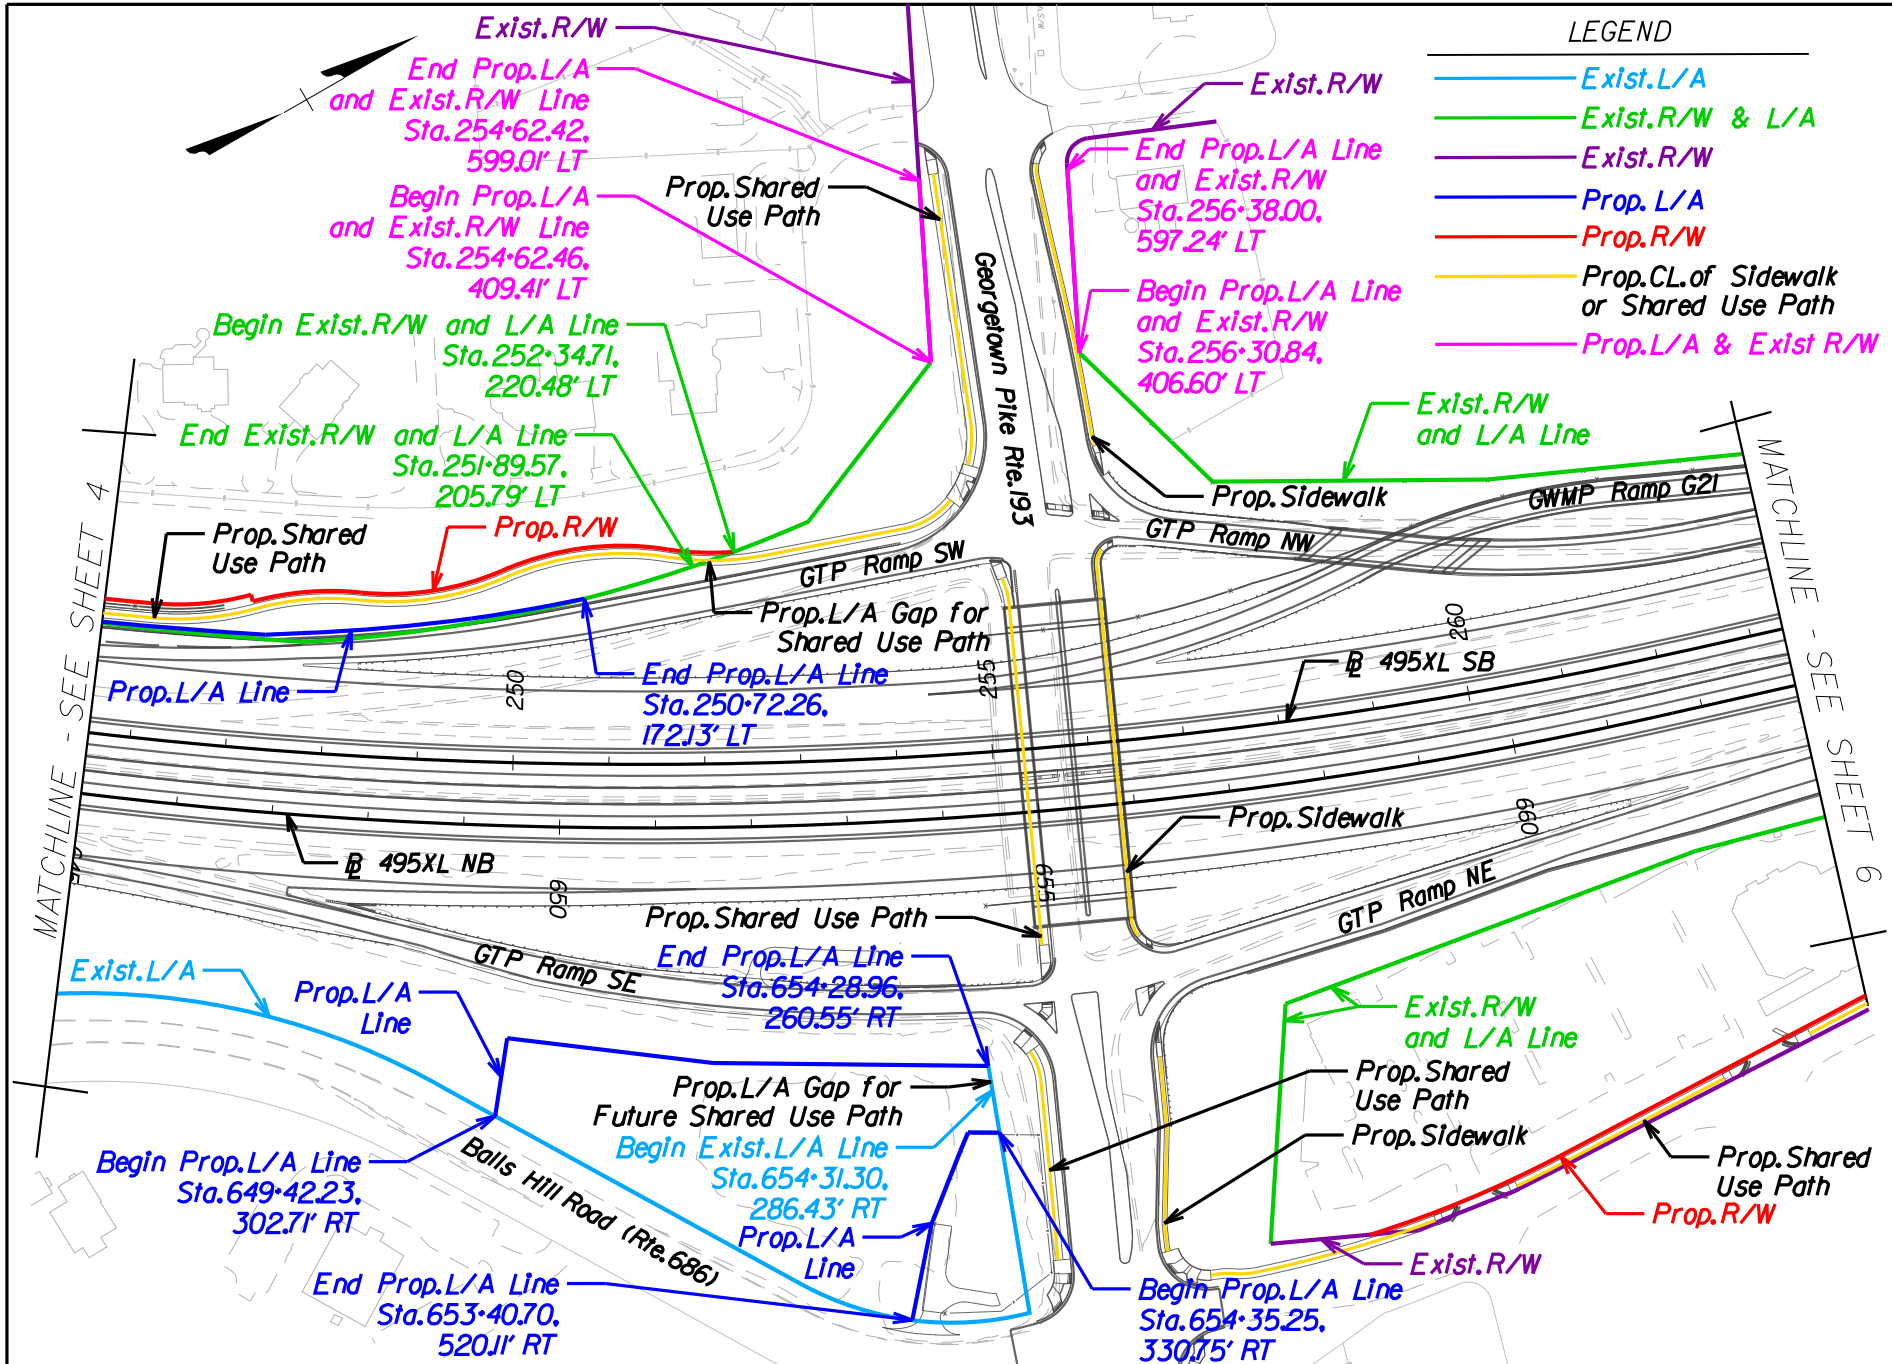 Exist. R/W
End Prop. L/A
and Exist. R/W Line
Sta. 254+62.42,
599.01' LT
Begin Prop. L/A
and Exist. R/W Line
Sta. 254+62.46,
409.41' LT
Begin Exist. R/W and L/A Line
Sta. 252+34.71,
220.48' LT
End Exist. R/W and L/A Line
Sta. 251+89.57,
205.79' LT
Prop. Shared
Use Path
Prop. R/W
Prop. Shared
Use Path
Georgetown Pike Rte. 193
Exist. R/W
End Prop. L/A Line
and Exist. R/W
Sta. 256+38.00,
597.24' LT
Begin Prop. L/A Line
and Exist. R/W
Sta. 256+30.84,
406.60' LT
LEGEND
Exist. L/A
Exist. R/W & L/A
Exist. R/W
Prop. L/A
Prop. R/W
Prop. CL. of Sidewalk
or Shared Use Path
Prop. L/A & Exist R/W
Exist. R/W
and L/A Line
Prop. Sidewalk
GWMP Ramp G21
GTP Ramp NW
GTP Ramp SW
Prop. L/A Gap for
Shared Use Path
Prop. L/A Line
End Prop. L/A Line
Sta. 250+72.26,
172.13' LT
250
255
260
BL 495XL SB
MATCHLINE - SEE SHEET 4
MATCHLINE - SEE SHEET 6
BL 495XL NB
645
650
655
660
Prop. Sidewalk
Prop. Shared Use Path
GTP Ramp NE
GTP Ramp SE
Exist. L/A
Prop. L/A
Line
End Prop. L/A Line
Sta. 654+28.96,
260.55' RT
Prop. L/A Gap for
Future Shared Use Path
Begin Exist. L/A Line
Sta. 654+31.30,
286.43' RT
Prop. L/A
Line
Begin Prop. L/A Line
Sta. 649+42.23,
302.71' RT
Balls Hill Road (Rte. 686)
End Prop. L/A Line
Sta. 653+40.70,
520.11' RT
Begin Prop. L/A Line
Sta. 654+35.25,
330.75' RT
Exist. R/W
and L/A Line
Prop. Shared
Use Path
Prop. Sidewalk
Prop. Shared
Use Path
Prop. R/W
Exist. R/W